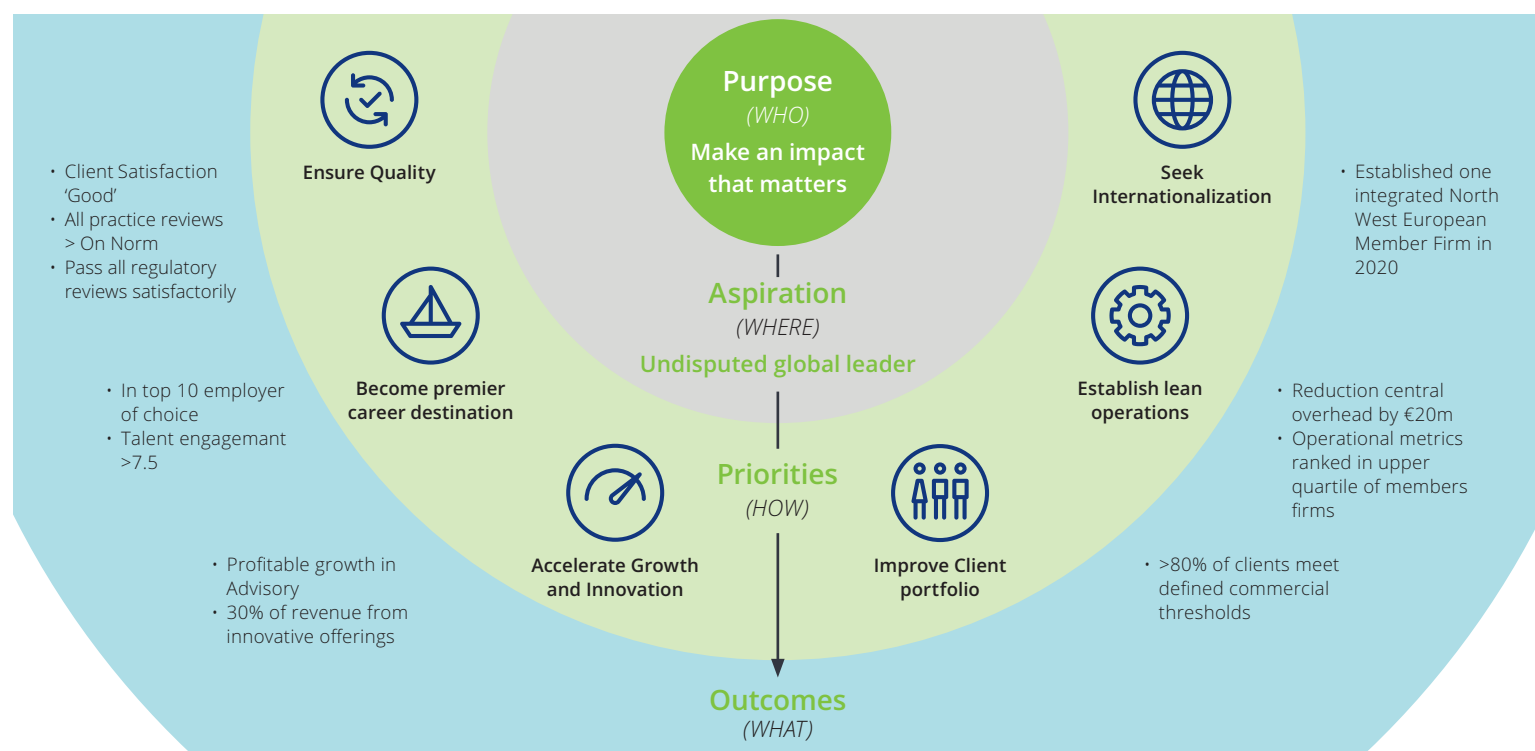 Purpose
(WHO)
Make an impact
that matters
Aspiration
(WHERE)
Undisputed global leader
Priorities
(HOW)
Outcomes
(WHAT)
Ensure Quality
• Client Satisfaction
‘Good’
• All practice reviews
> On Norm
• Pass all regulatory
reviews satisfactorily
Become premier
career destination
• In top 10 employer
of choice
• Talent engagemant
>7.5
Accelerate Growth
and Innovation
• Profitable growth in
Advisory
• 30% of revenue from
innovative offerings
Improve Client
portfolio
• >80% of clients meet
defined commercial
thresholds
Establish lean
operations
• Reduction central
overhead by €20m
• Operational metrics
ranked in upper
quartile of members
firms
Seek
Internationalization
• Established one
integrated North
West European
Member Firm in
2020